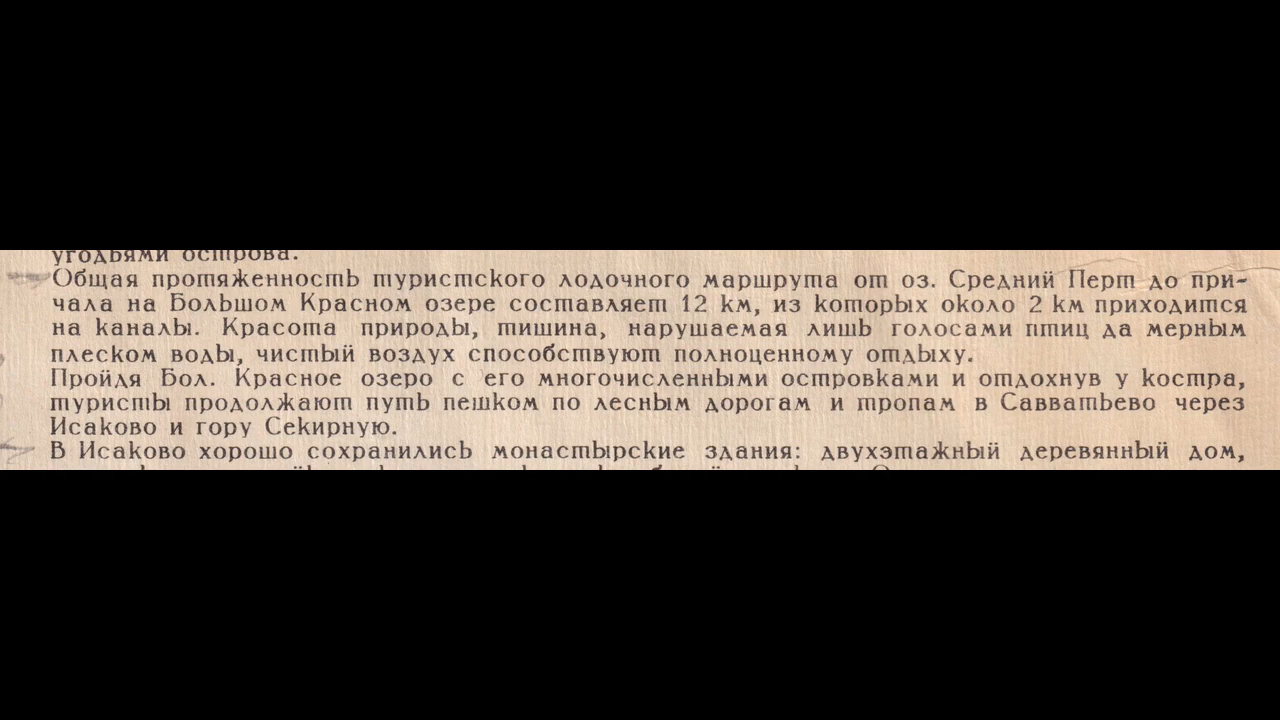 угодьями острова.
Общая протяженность туристского лодочного маршрута от оз. Средний Перт до при-
чала на Большом Красном озере составляет 12 км, из которых около 2 км приходится
на каналы. Красота природы, тишина, нарушаемая лишь голосами птиц да мерным
плеском воды, чистый воздух способствуют полноценному отдыху.
Пройдя Бол. Красное озеро с его многочисленными островками и отдохнув у костра,
туристы продолжают путь пешком по лесным дорогам и тропам в Савватьево через
Исаково и гору Секирную.
В Исаково хорошо сохранились монастырские здания: двухэтажный деревянный дом,